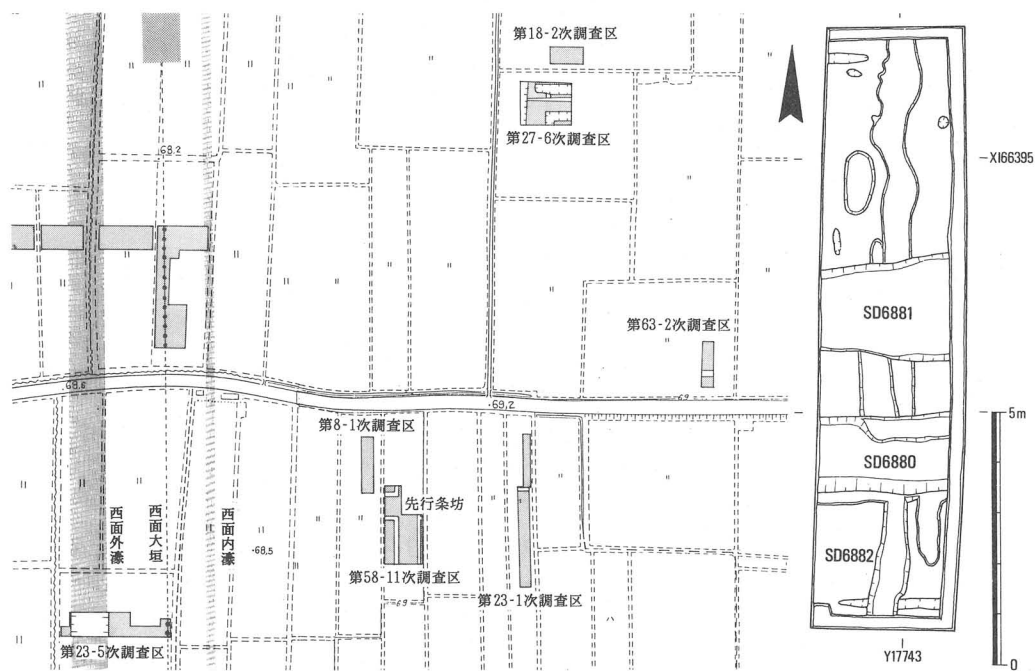 第18-2次調査区
第27-6次調査区
68.2
第63-2次調査区
68.6
69.2
69
第8-1次調査区
先行条坊
西面外濠
西面大垣
西面内濠
-68.5
第58-11次調査区
69
第23-1次調査区
第23-5次調査区
X166395
SD6881
5m
SD6880
SD6882
Y17743
0